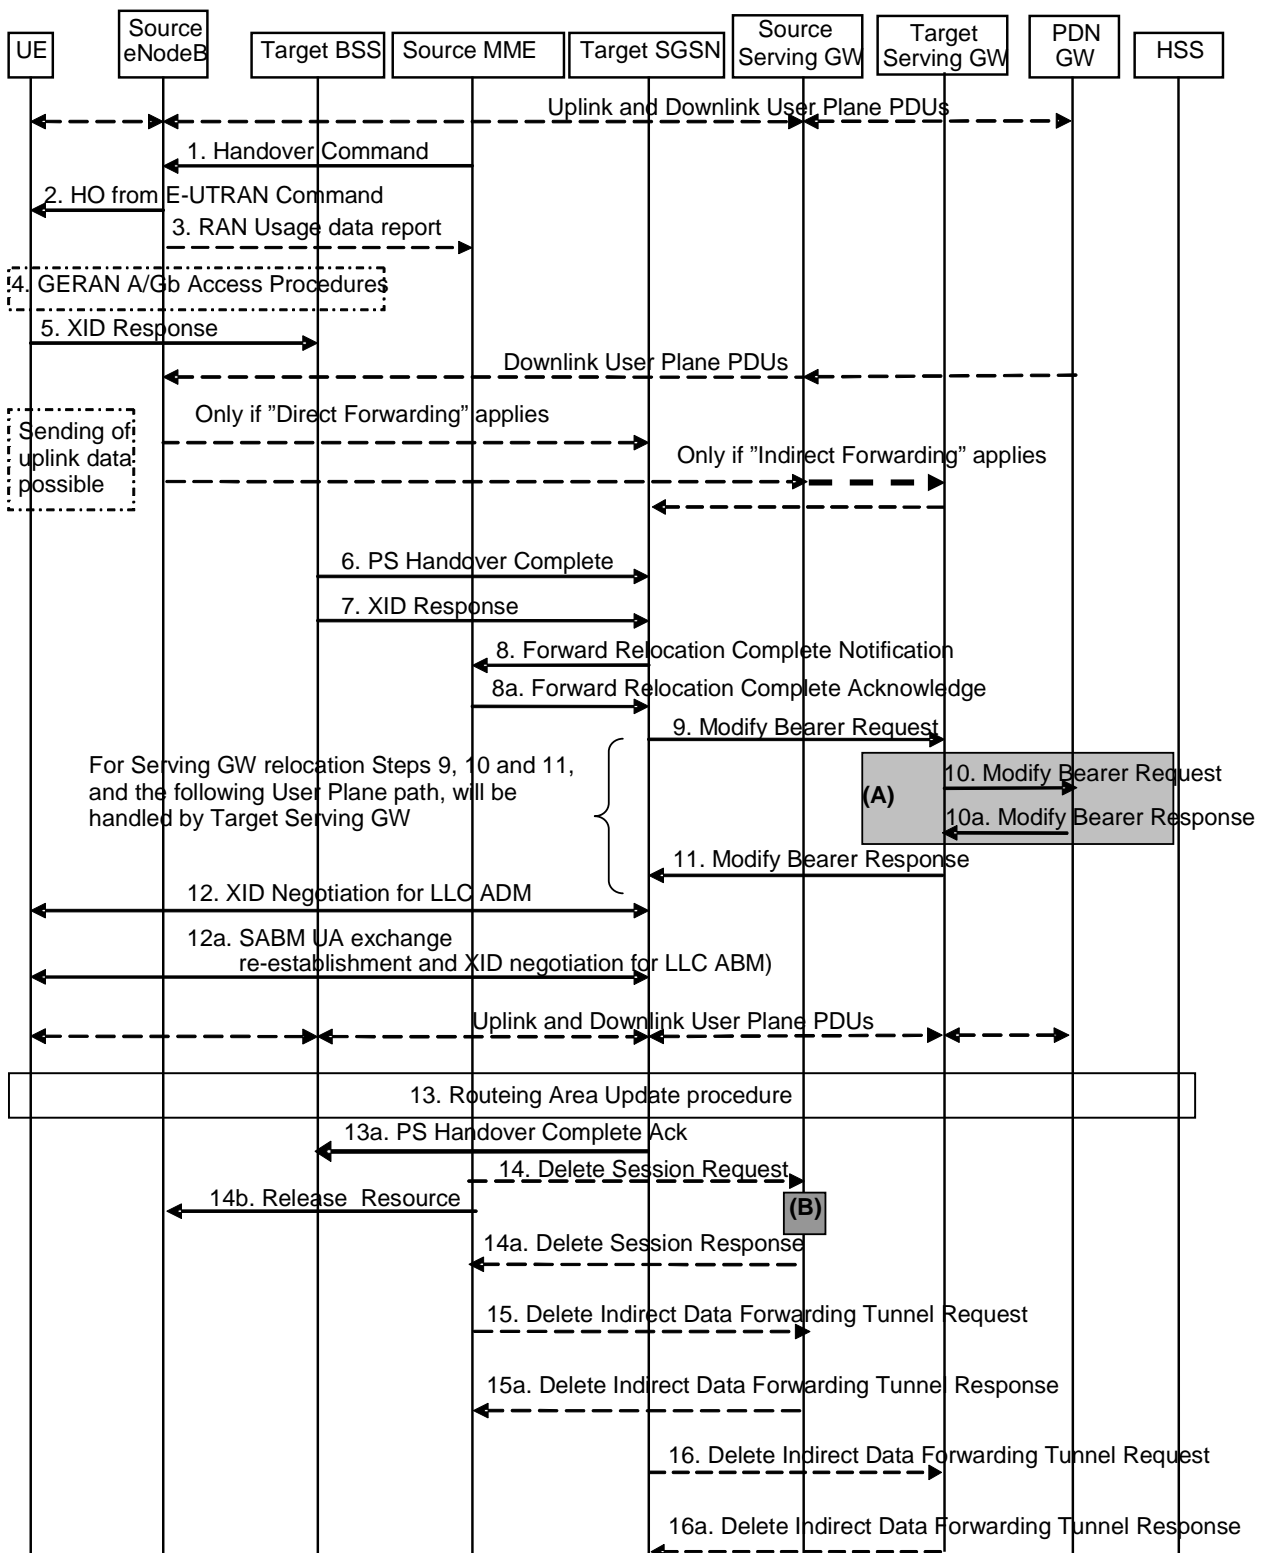 UE
Source
eNodeB
Target BSS
Source MME
Target SGSN
Source
Serving GW
Target
Serving GW
PDN
GW
HSS
Uplink and Downlink User Plane PDUs
1. Handover Command
2. HO from E-UTRAN Command
3. RAN Usage data report
4. GERAN A/Gb Access Procedures
5. XID Response
Downlink User Plane PDUs
Only if "Direct Forwarding" applies
Sending of
uplink data
possible
Only if "Indirect Forwarding" applies
6. PS Handover Complete
7. XID Response
8. Forward Relocation Complete Notification
8a. Forward Relocation Complete Acknowledge
9. Modify Bearer Request
For Serving GW relocation Steps 9, 10 and 11,
and the following User Plane path, will be
handled by Target Serving GW
(A)
10. Modify Bearer Request
10a. Modify Bearer Response
11. Modify Bearer Response
12. XID Negotiation for LLC ADM
12a. SABM UA exchange
re-establishment and XID negotiation for LLC ABM)
Uplink and Downlink User Plane PDUs
13. Routeing Area Update procedure
13a. PS Handover Complete Ack
14. Delete Session Request
14b. Release Resource
(B)
14a. Delete Session Response
15. Delete Indirect Data Forwarding Tunnel Request
15a. Delete Indirect Data Forwarding Tunnel Response
16. Delete Indirect Data Forwarding Tunnel Request
16a. Delete Indirect Data Forwarding Tunnel Response